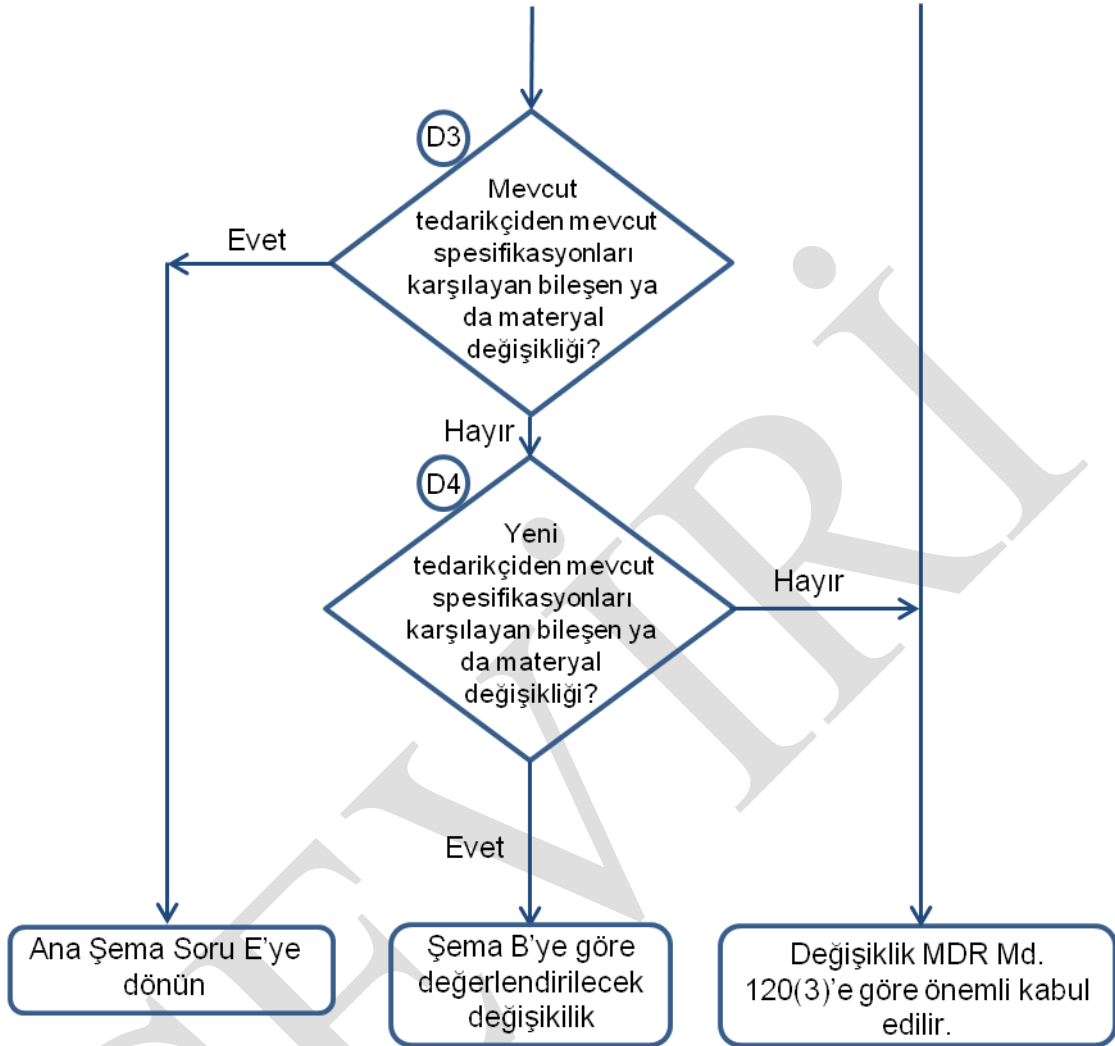 D3
Mevcut
tedarikçiden mevcut
spesifikasyonları
karşılayan bileşen ya
da materyal
değişikliği?
Evet
Hayır
D4
Yeni
tedarikçiden mevcut
spesifikasyonları
karşılayan bileşen ya
da materyal
değişikliği?
Hayır
Evet
Ana Şema Soru E'ye
dönün
Şema B'ye göre
değerlendirilecek
değişikilik
Değişiklik MDR Md.
120(3)'e göre önemli kabul
edilir.
EVİRİ